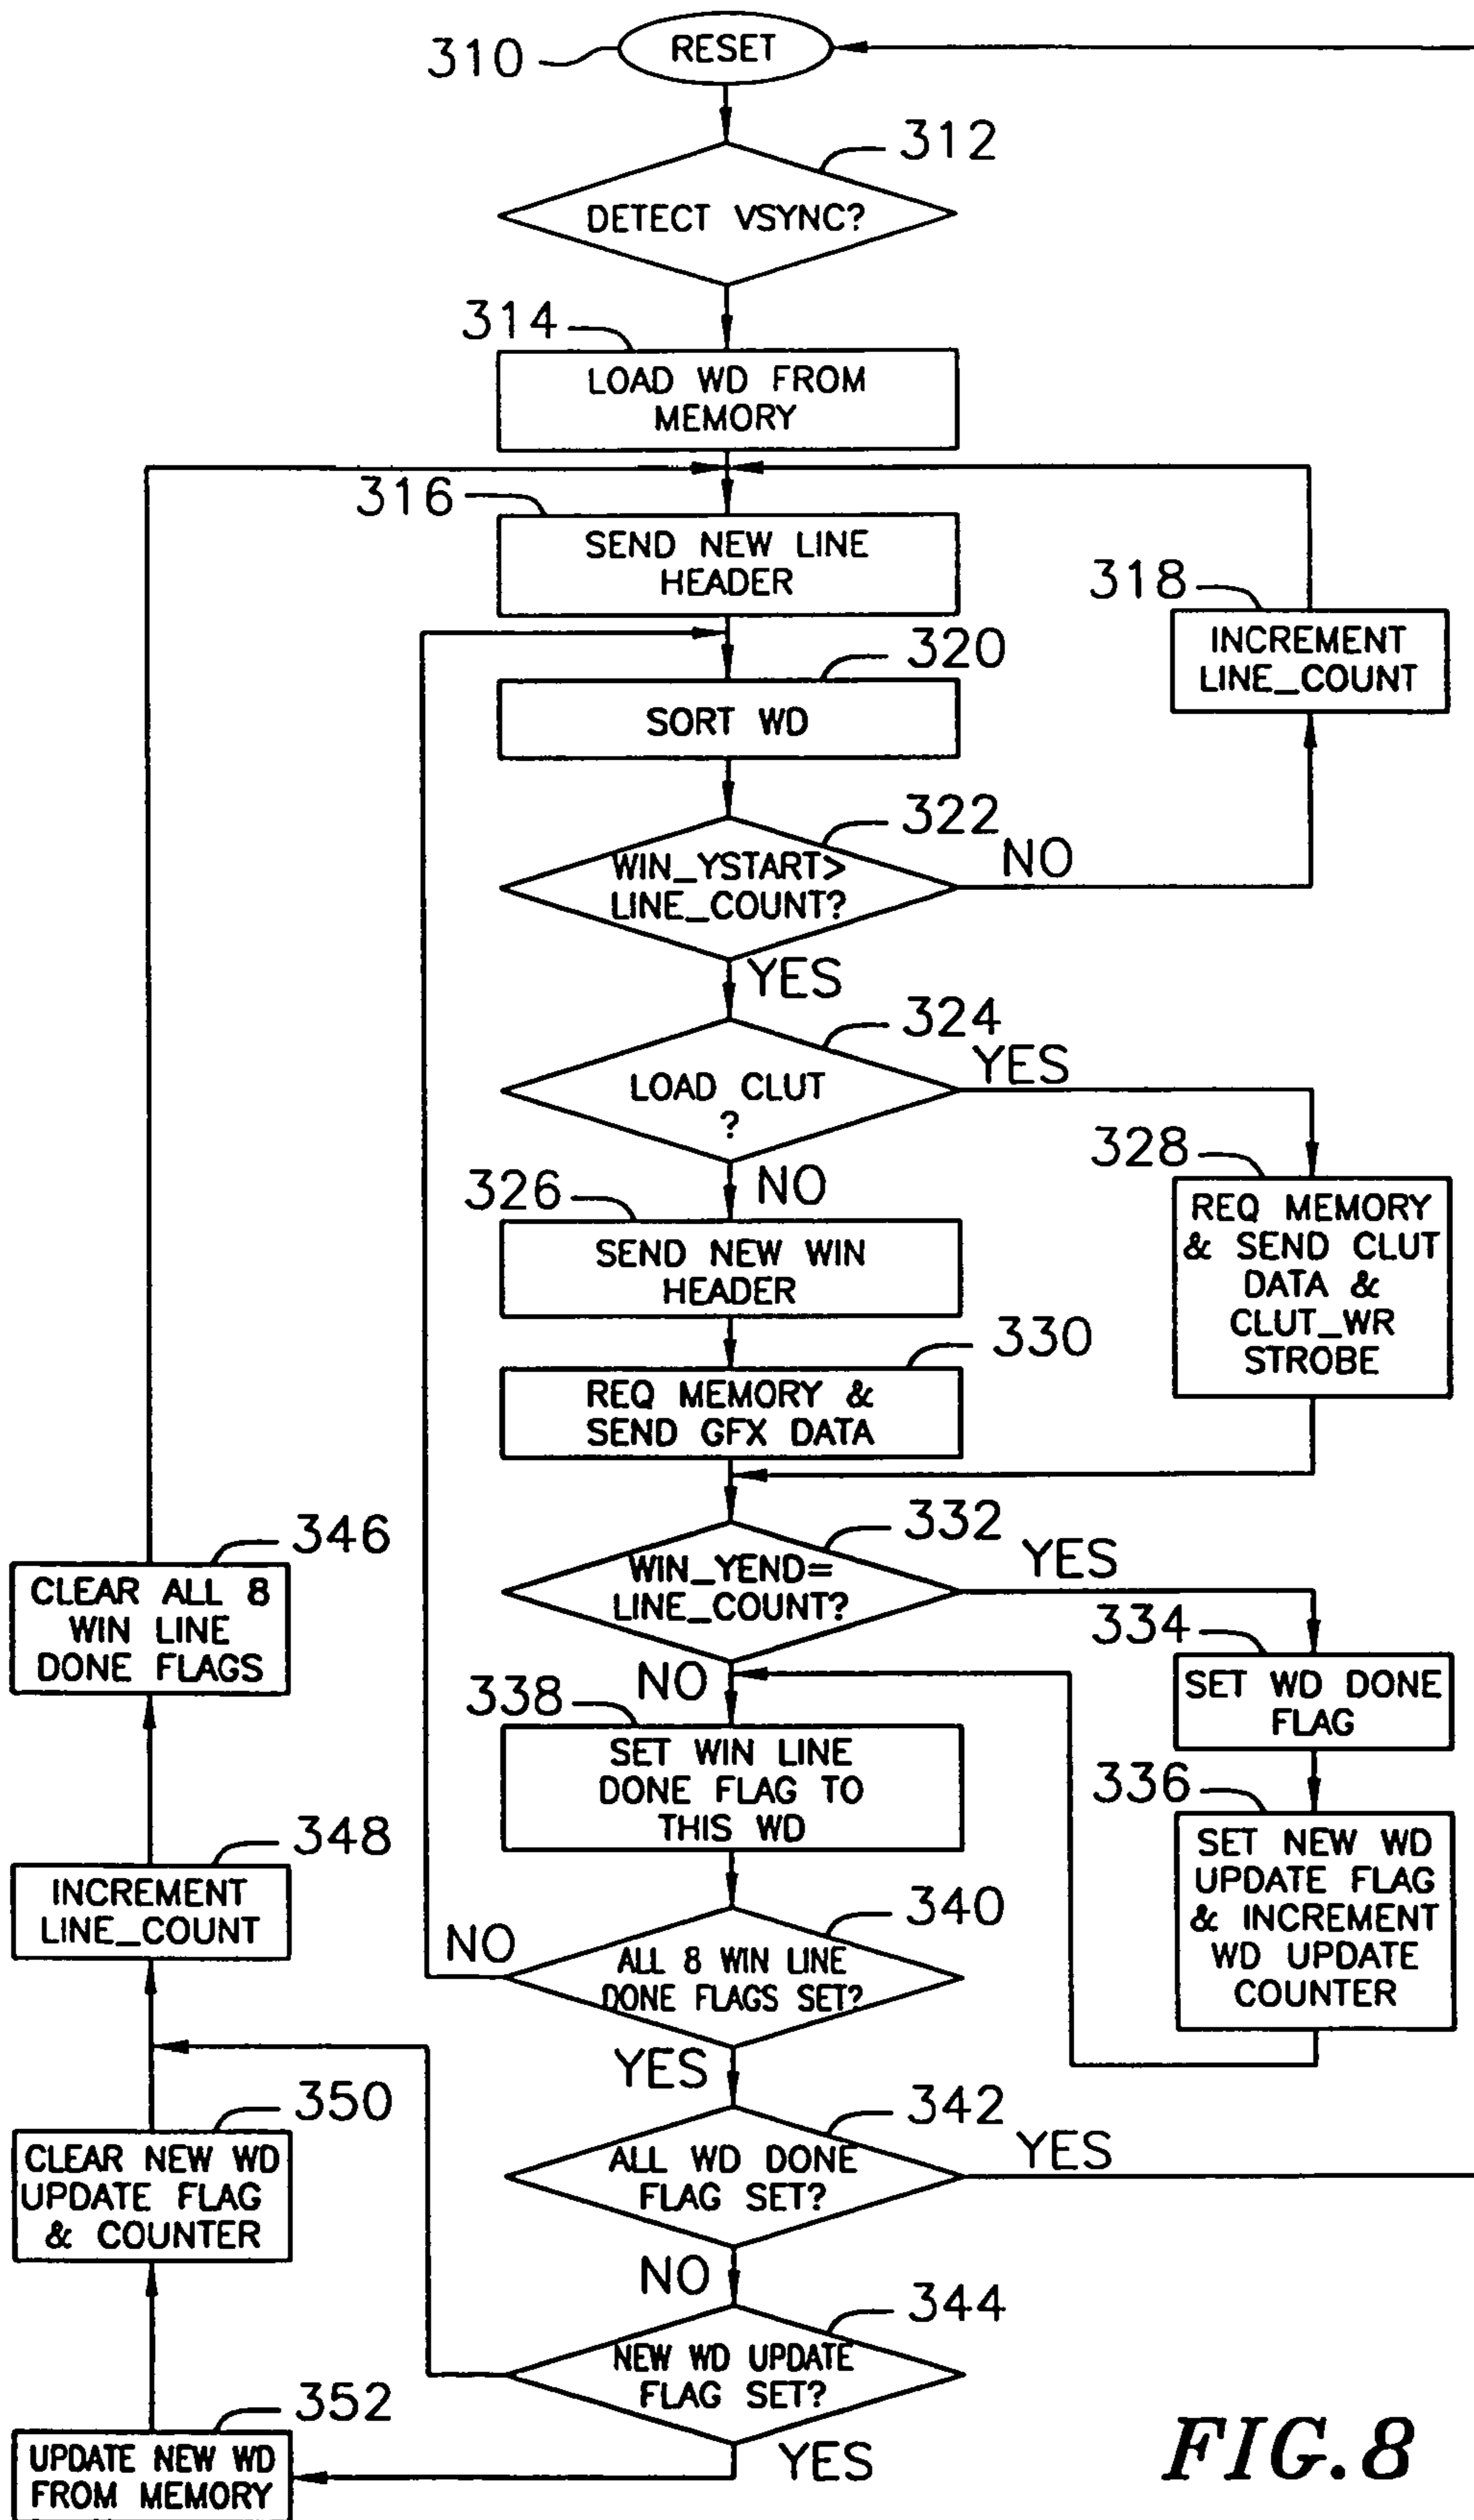 310
RESET
312
DETECT VSYNC?
314
LOAD WD FROM
MEMORY
316
SEND NEW LINE
HEADER
318
INCREMENT
LINE_COUNT
320
SORT WD
322
WIN_YSTART>
LINE_COUNT?
NO
YES
324
LOAD CLUT
?
YES
NO
326
SEND NEW WIN
HEADER
328
REQ MEMORY
& SEND CLUT
DATA &
CLUT_WR
STROBE
330
REQ MEMORY &
SEND GFX DATA
332
WIN_YEND=
LINE_COUNT?
YES
NO
334
SET WD DONE
FLAG
336
SET NEW WD
UPDATE FLAG
& INCREMENT
WD UPDATE
COUNTER
338
SET WIN LINE
DONE FLAG TO
THIS WD
340
ALL 8 WIN LINE
DONE FLAGS SET?
NO
YES
342
ALL WD DONE
FLAG SET?
YES
NO
344
NEW WD UPDATE
FLAG SET?
YES
346
CLEAR ALL 8
WIN LINE
DONE FLAGS
348
INCREMENT
LINE_COUNT
350
CLEAR NEW WD
UPDATE FLAG
& COUNTER
352
UPDATE NEW WD
FROM MEMORY
FIG.8